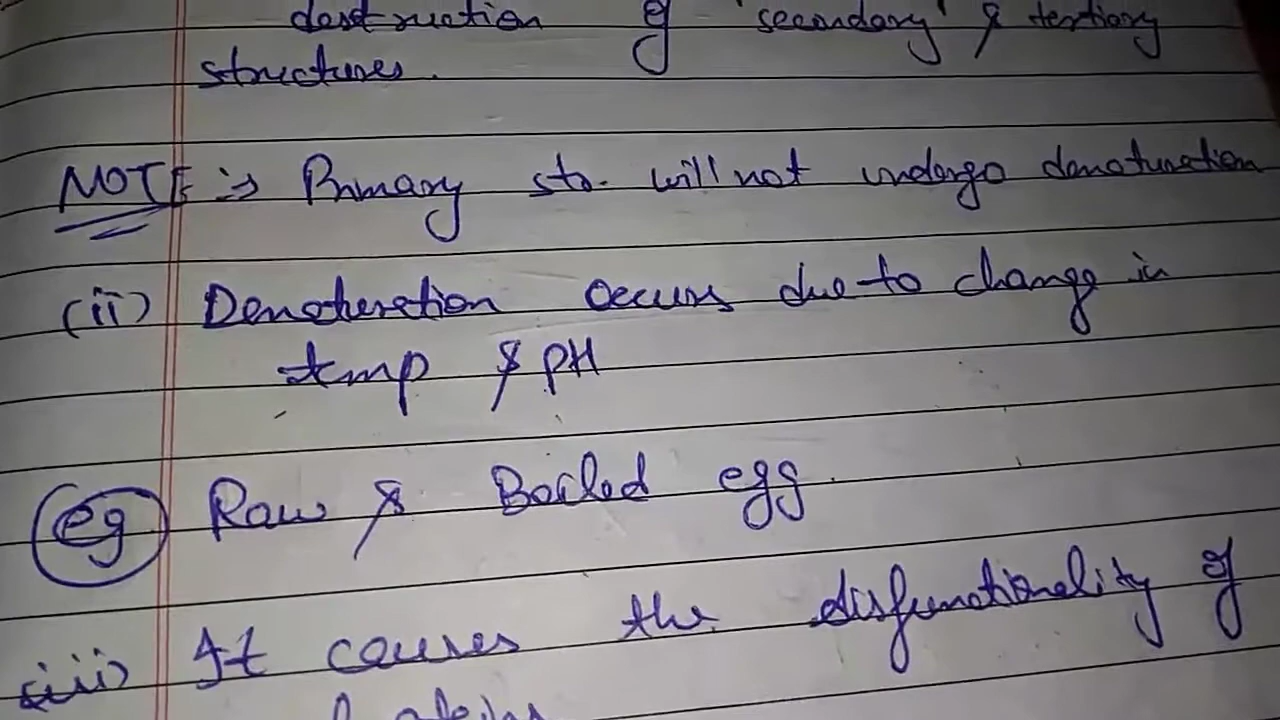 destruction of 'secondary' & tertiary
structures.
NOTE :→ Primary str. will not undergo denaturation
(ii) Denaturation occurs due to change in
temp & pH
eg Raw & Boiled egg.
(iii) It causes the disfunctionality of